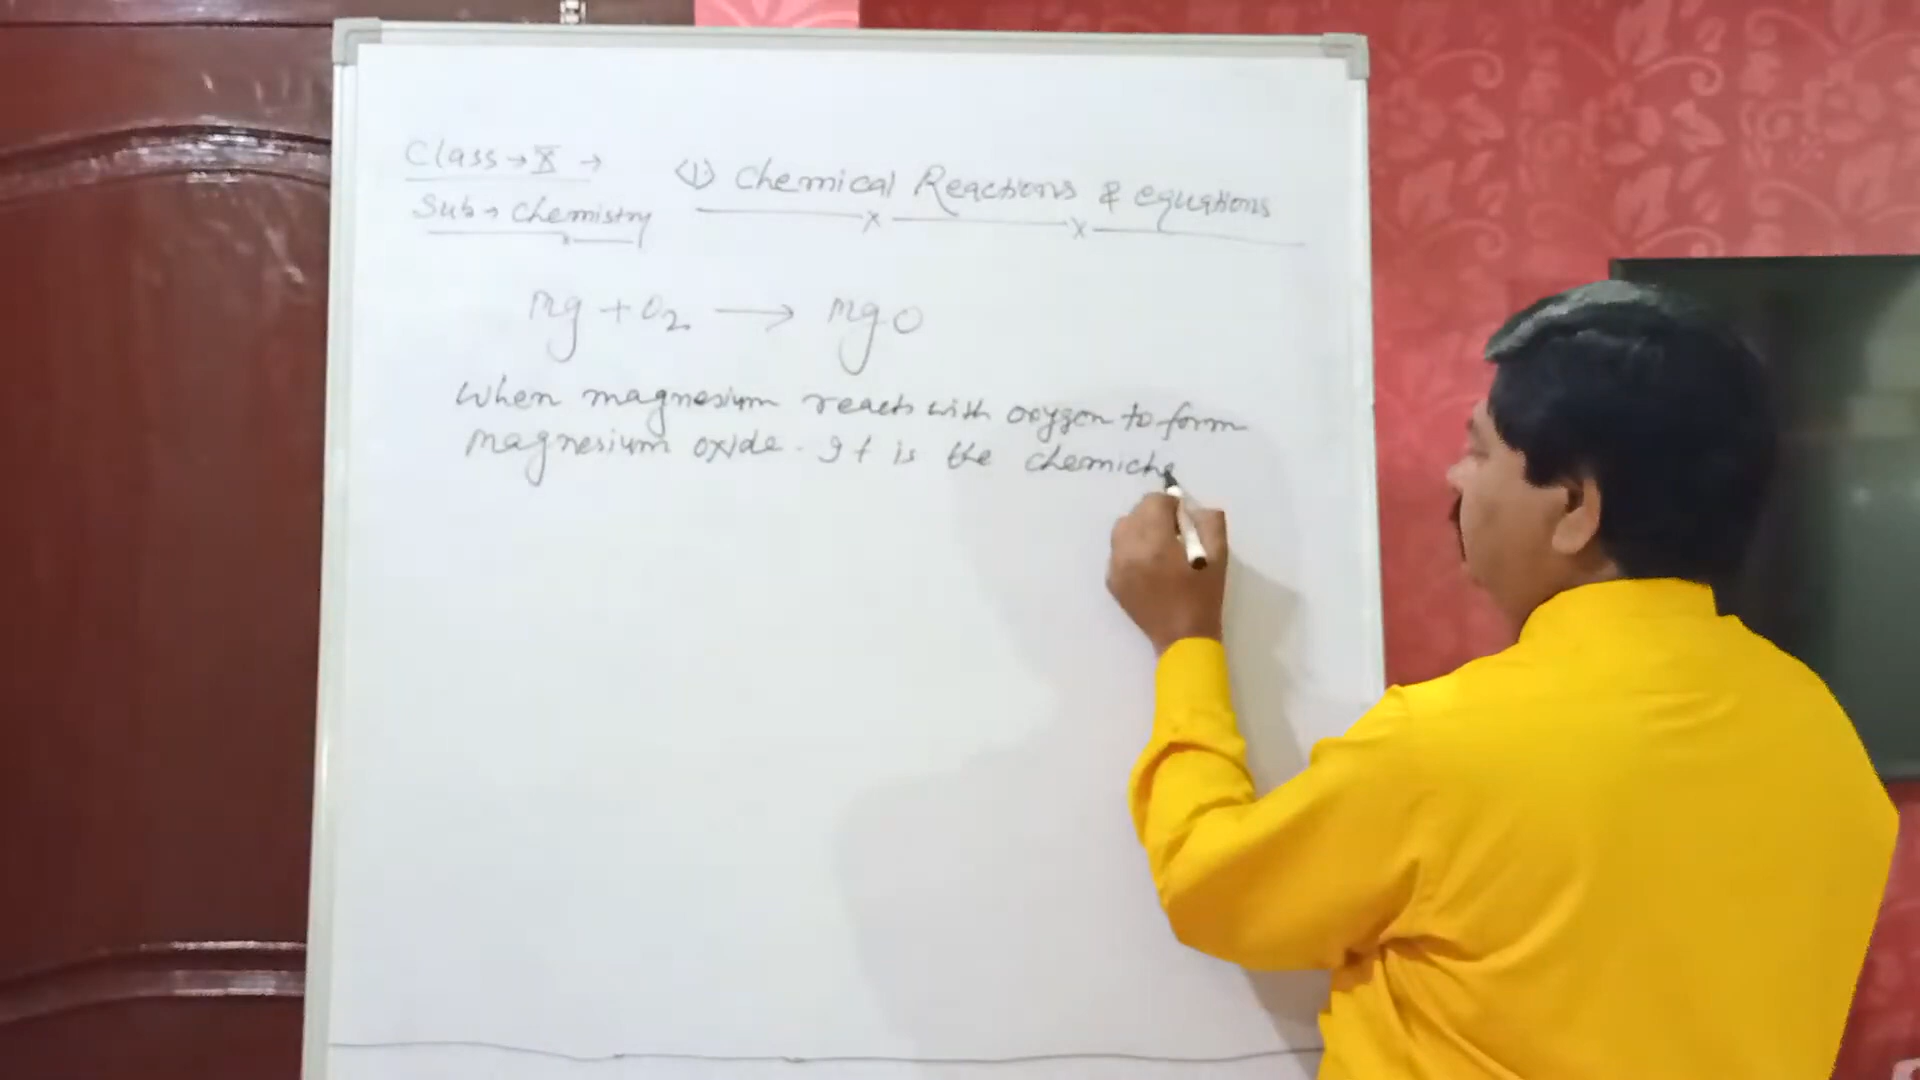 Class → X →
(1) Chemical Reactions & equations
Sub → Chemistry
Mg + O2 → MgO
When magnesium reacts with oxygen to form
magnesium oxide. It is the chemich